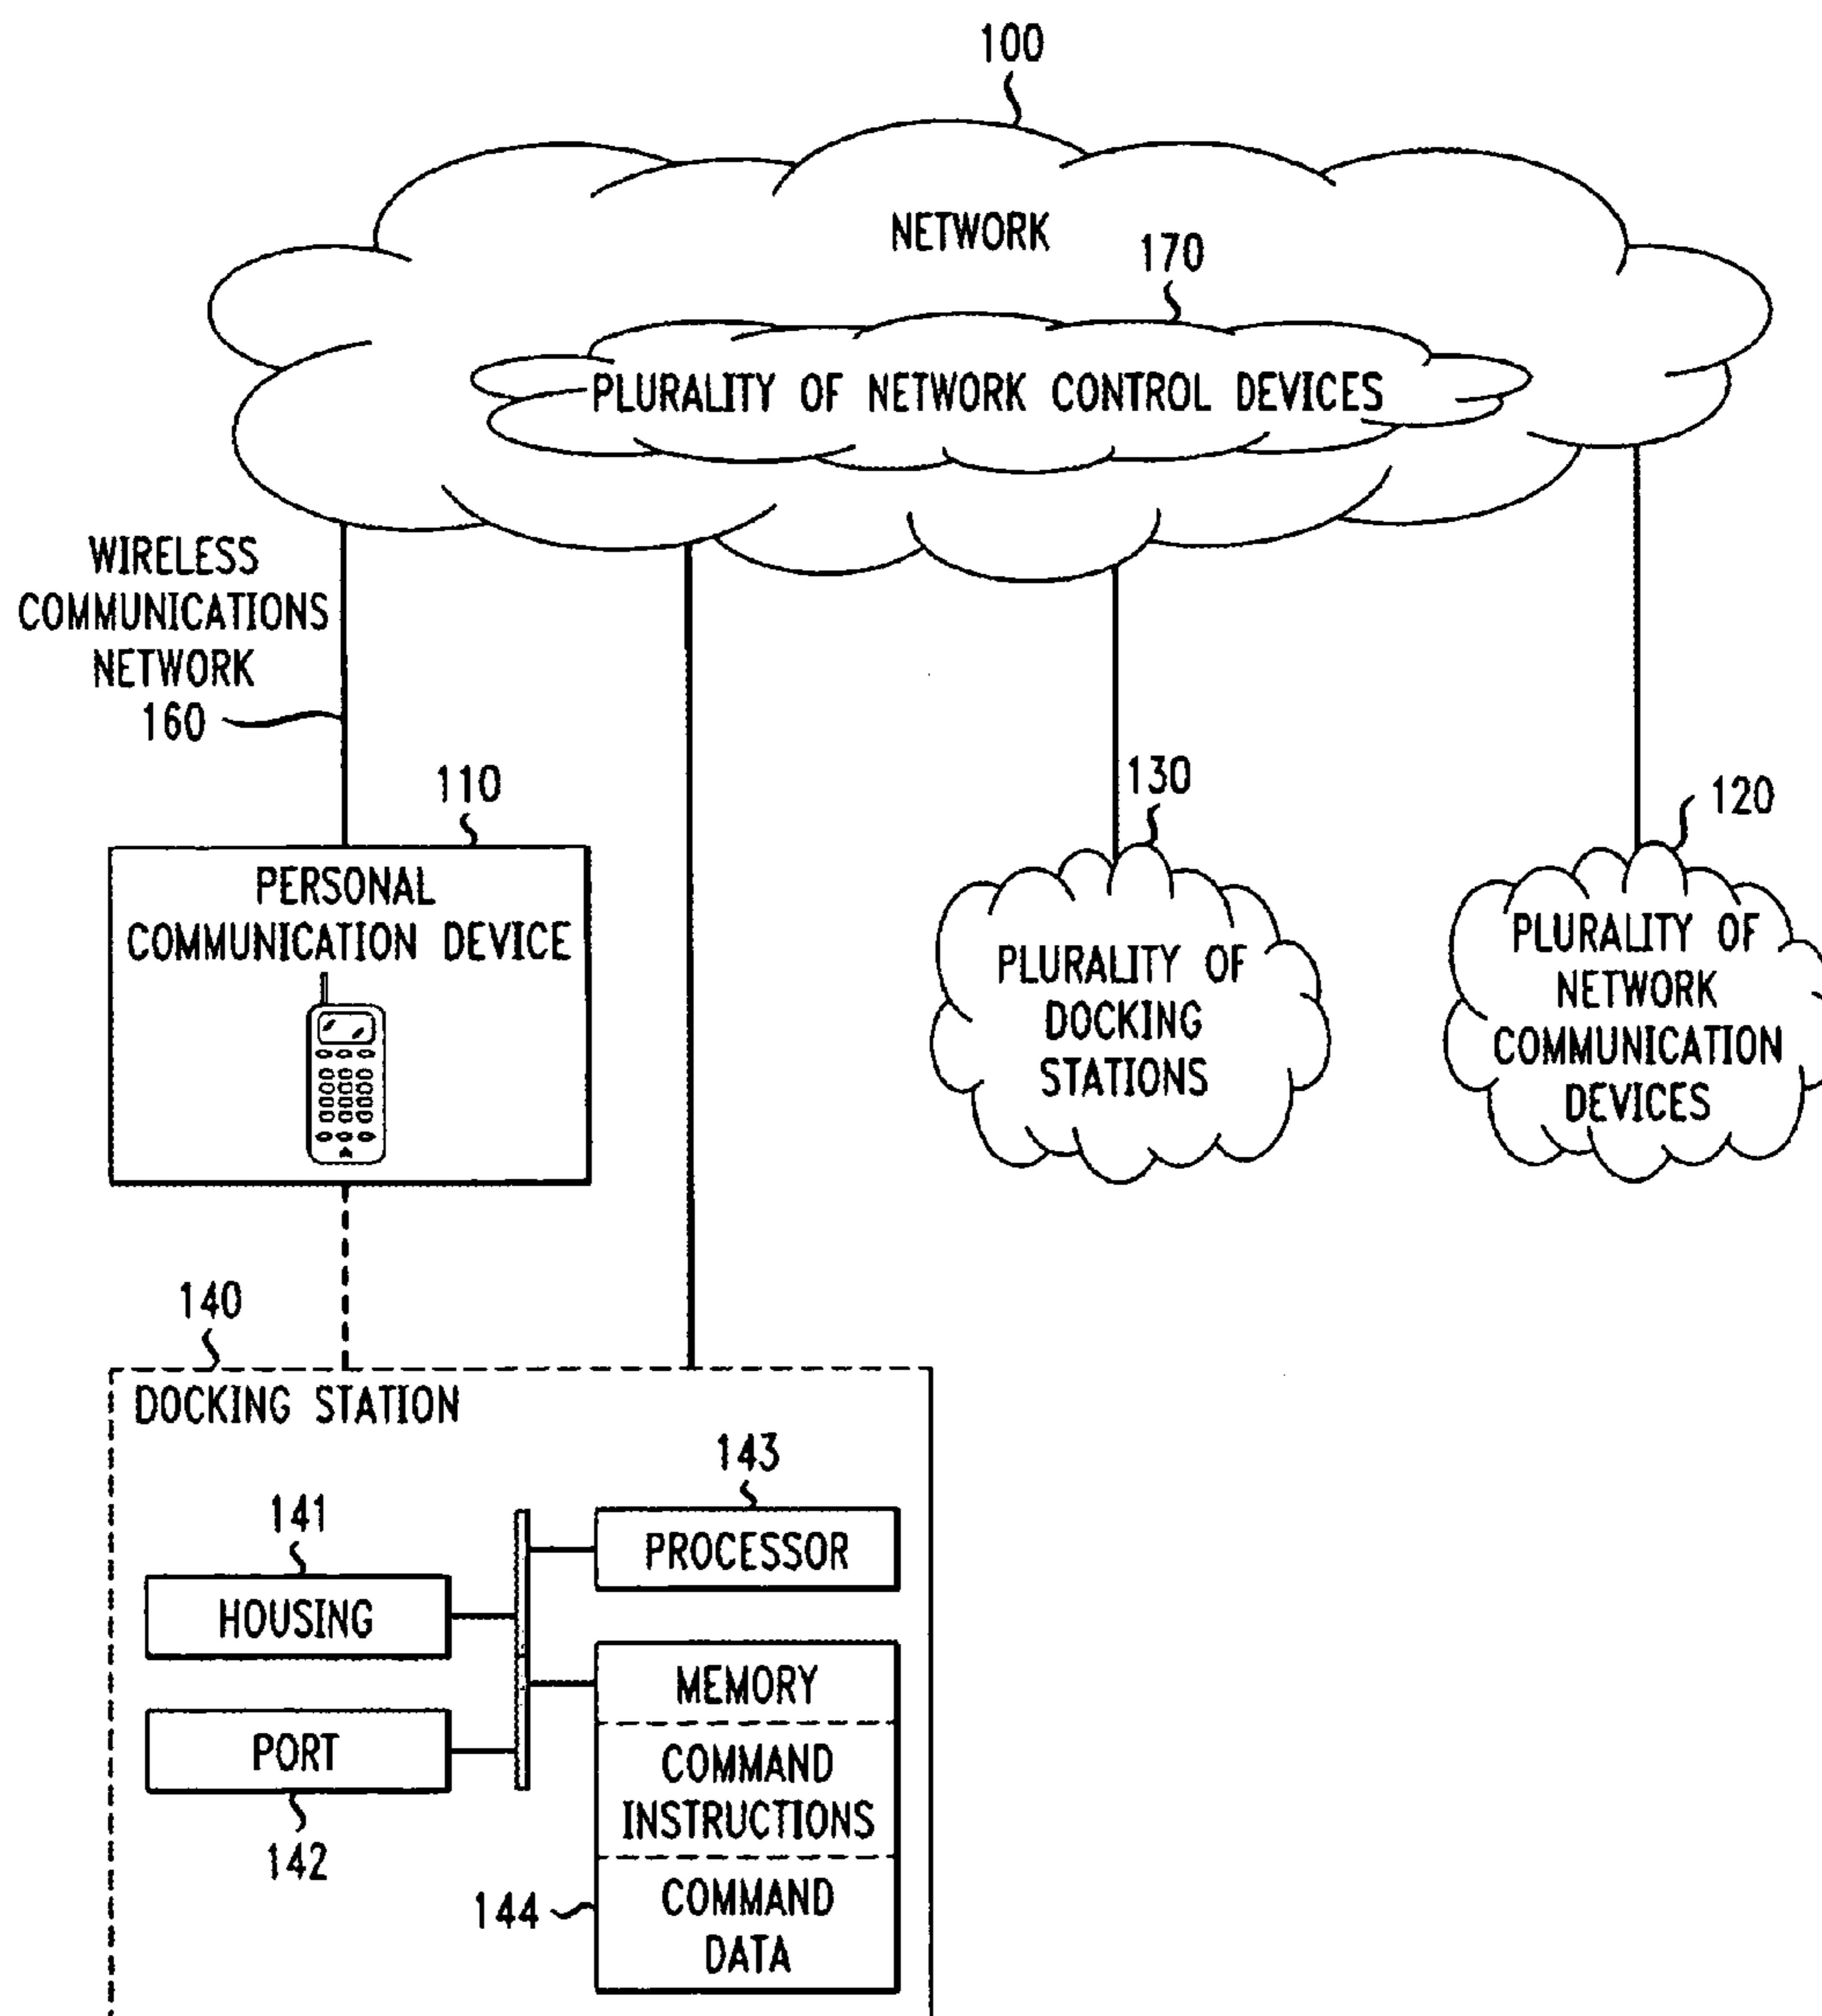 100
NETWORK
170
PLURALITY OF NETWORK CONTROL DEVICES
WIRELESS
COMMUNICATIONS
NETWORK
160
110
PERSONAL
COMMUNICATION DEVICE
130
PLURALITY OF
DOCKING
STATIONS
120
PLURALITY OF
NETWORK
COMMUNICATION
DEVICES
140
DOCKING STATION
143
PROCESSOR
141
HOUSING
MEMORY
PORT
142
COMMAND
INSTRUCTIONS
144
COMMAND
DATA